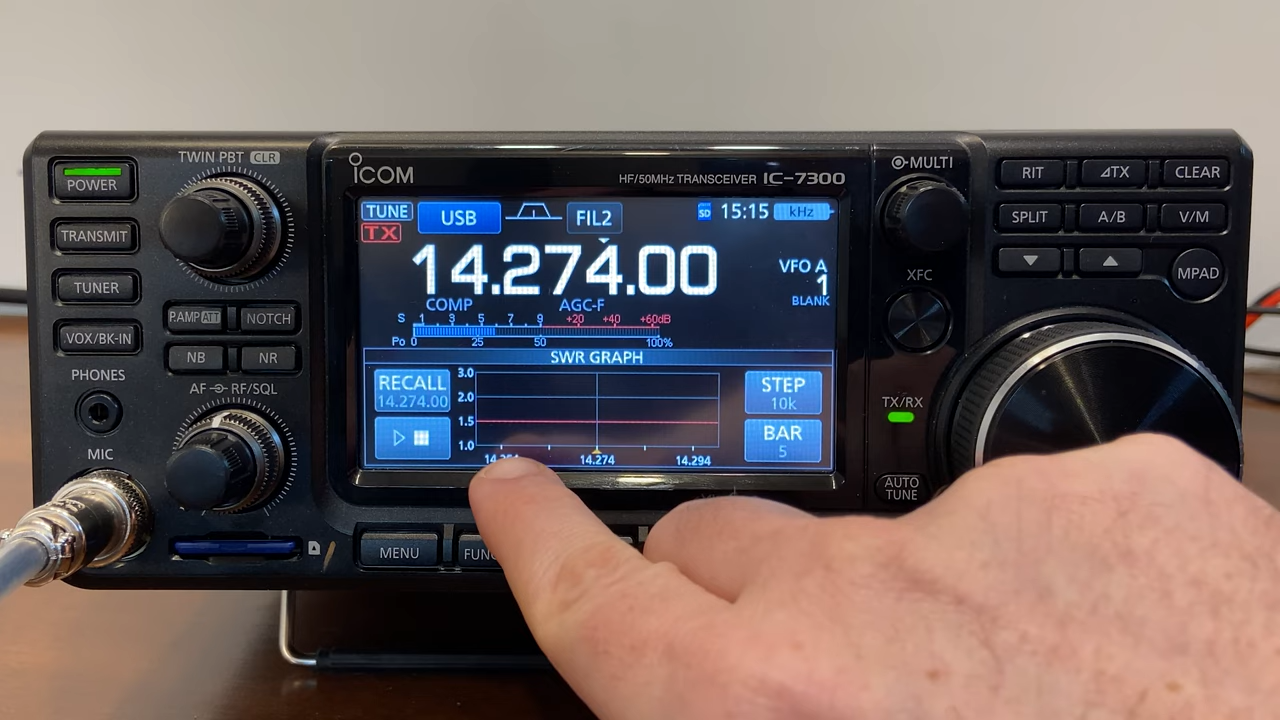 POWER
TRANSMIT
TUNER
VOX/BK-IN
PHONES
MIC
TWIN PBT CLR
P.AMP ATT
NOTCH
NB
NR
AF RF/SQL
ICOM
HF/50MHz TRANSCEIVER IC-7300
TUNE
TX
USB
FIL2
SD 15:15 kHz
14.274.00
VFO A
1
BLANK
COMP AGC-F
S 1 3 5 7 9 +20 +40 +60dB
Po 0 25 50 100%
SWR GRAPH
RECALL
14.274.00
3.0
2.0
1.5
1.0
14.274 14.294
STEP
10k
BAR
5
MENU
MULTI
XFC
TX/RX
AUTO
TUNE
RIT
⊿TX
CLEAR
SPLIT
A/B
V/M
MPAD